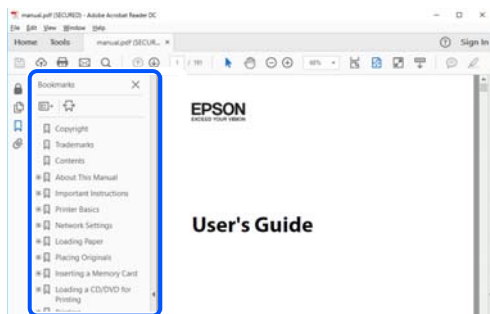 manual.pdf (SECURED) - Adobe Acrobat Reader DC
File Edit View Window Help
Home Tools manual.pdf (SECUR... × Sign In
1 / 191
Bookmarks
Copyright
Trademarks
Contents
About This Manual
Important Instructions
Printer Basics
Network Settings
Loading Paper
Placing Originals
Inserting a Memory Card
Loading a CD/DVD for
Printing
EPSON
EXCEED YOUR VISION
User's Guide